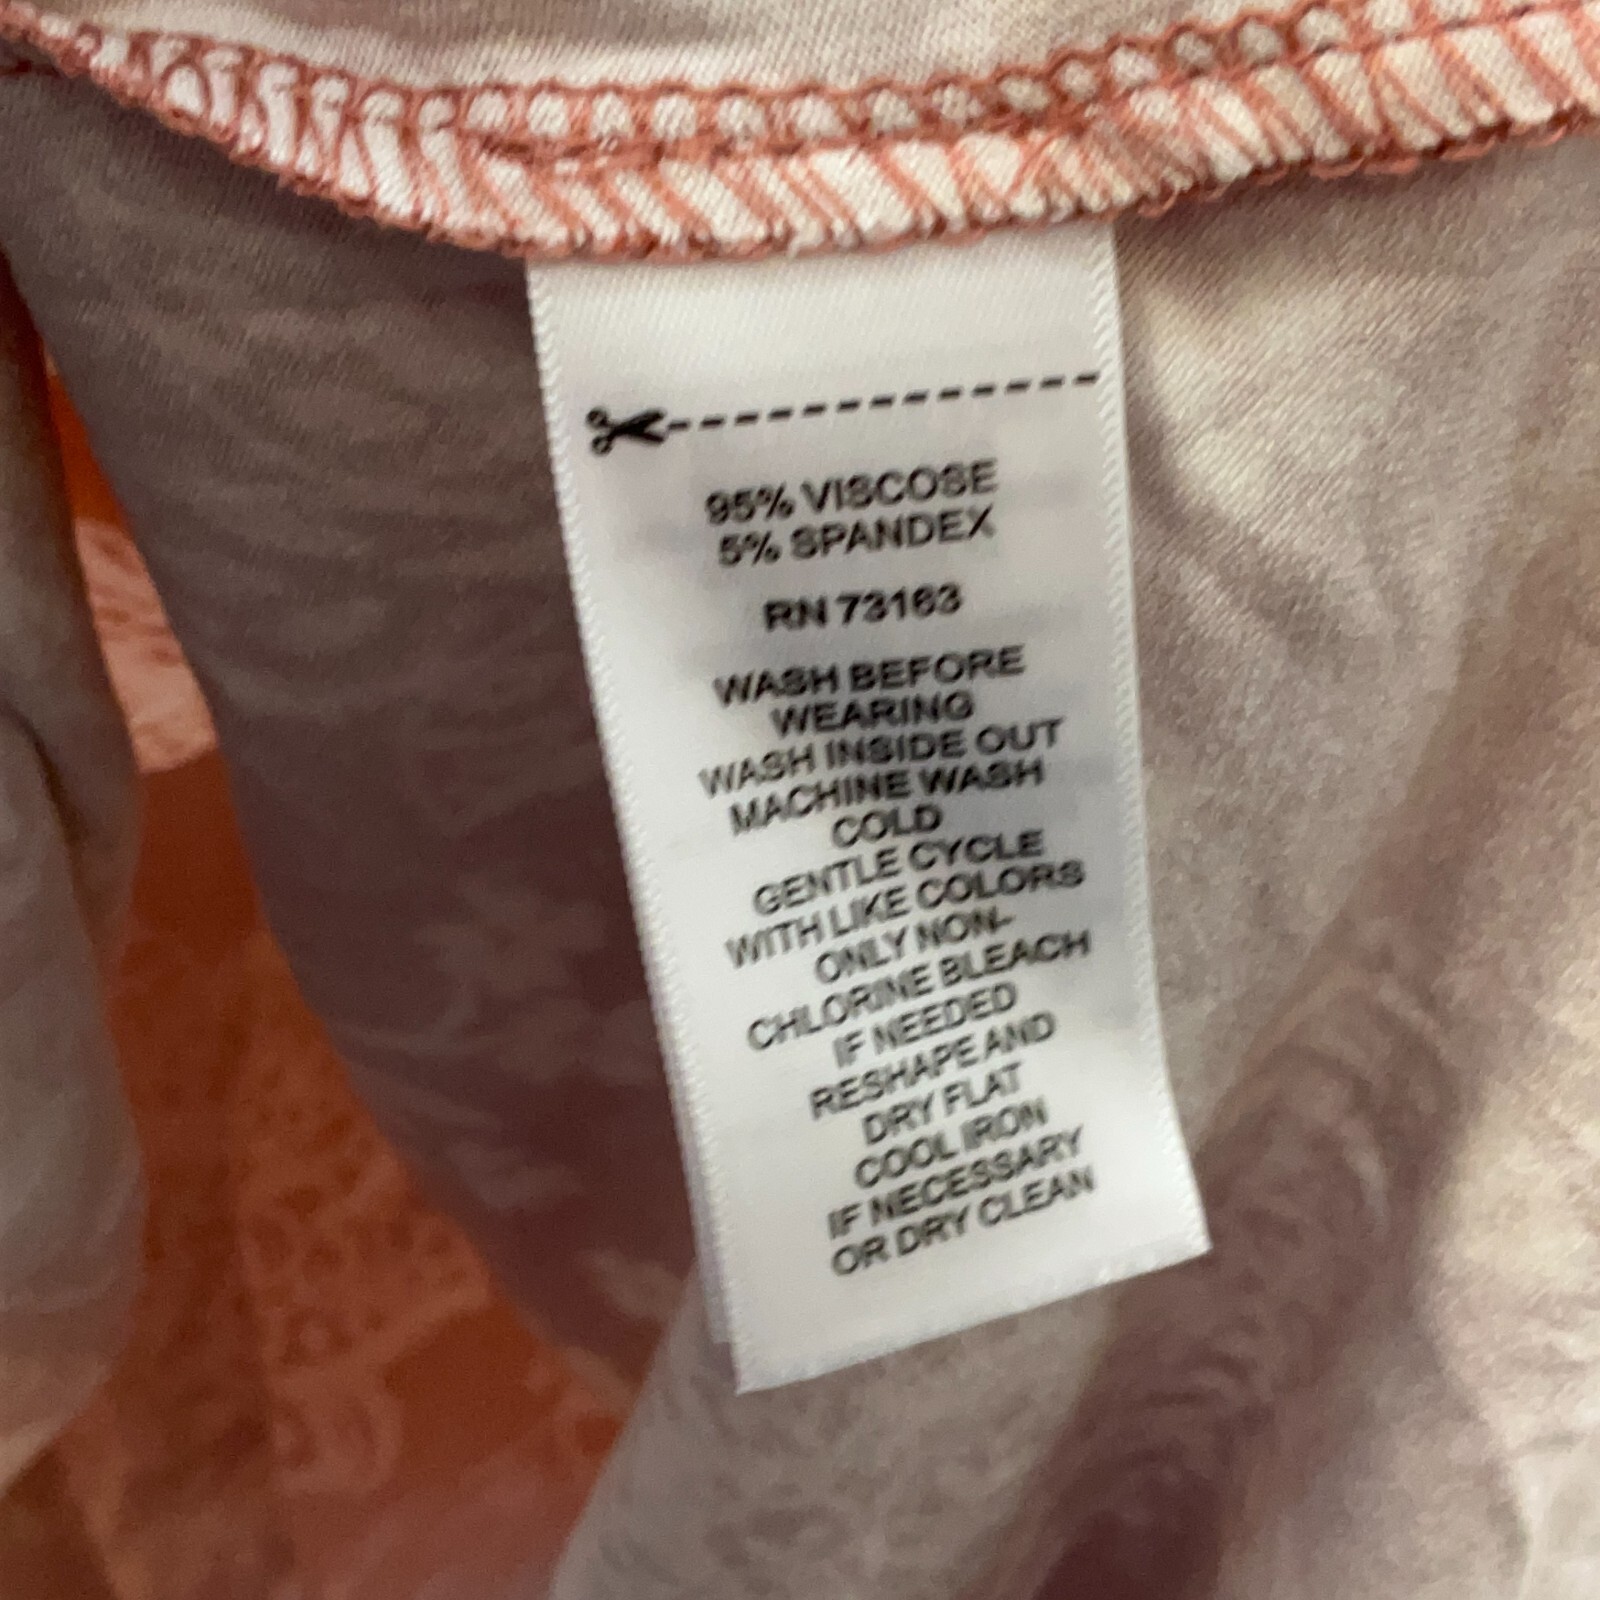 95% VISCOSE
5% SPANDEX
RN 73163
WASH BEFORE
WEARING
WASH INSIDE OUT
MACHINE WASH
COLD
GENTLE CYCLE
WITH LIKE COLORS
ONLY NON-
CHLORINE BLEACH
IF NEEDED
RESHAPE AND
DRY FLAT
COOL IRON
IF NECESSARY
OR DRY CLEAN